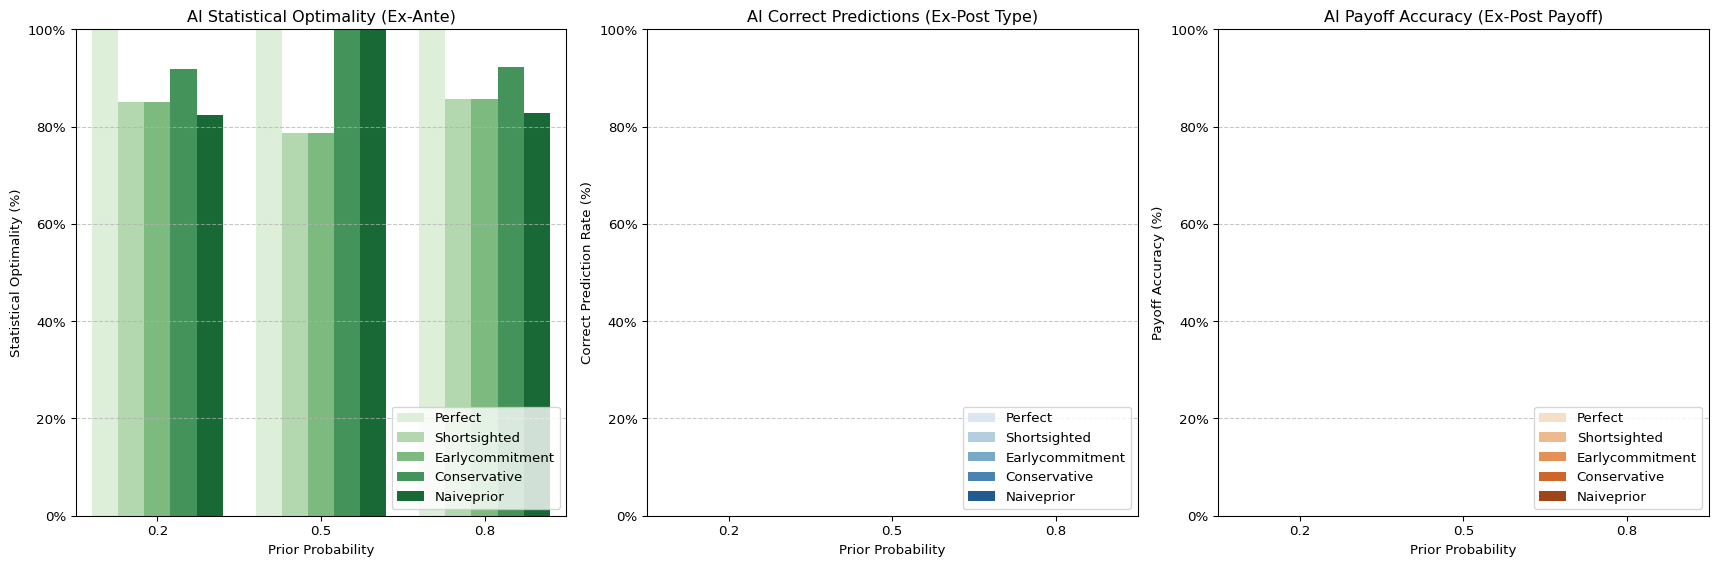 AI Statistical Optimality (Ex-Ante)
Statistical Optimality (%)
100%
80%
60%
40%
20%
0%
0.2
0.5
0.8
Prior Probability
Perfect
Shortsighted
Earlycommitment
Conservative
Naiveprior
AI Correct Predictions (Ex-Post Type)
Correct Prediction Rate (%)
100%
80%
60%
40%
20%
0%
0.2
0.5
0.8
Prior Probability
Perfect
Shortsighted
Earlycommitment
Conservative
Naiveprior
AI Payoff Accuracy (Ex-Post Payoff)
Payoff Accuracy (%)
100%
80%
60%
40%
20%
0%
0.2
0.5
0.8
Prior Probability
Perfect
Shortsighted
Earlycommitment
Conservative
Naiveprior